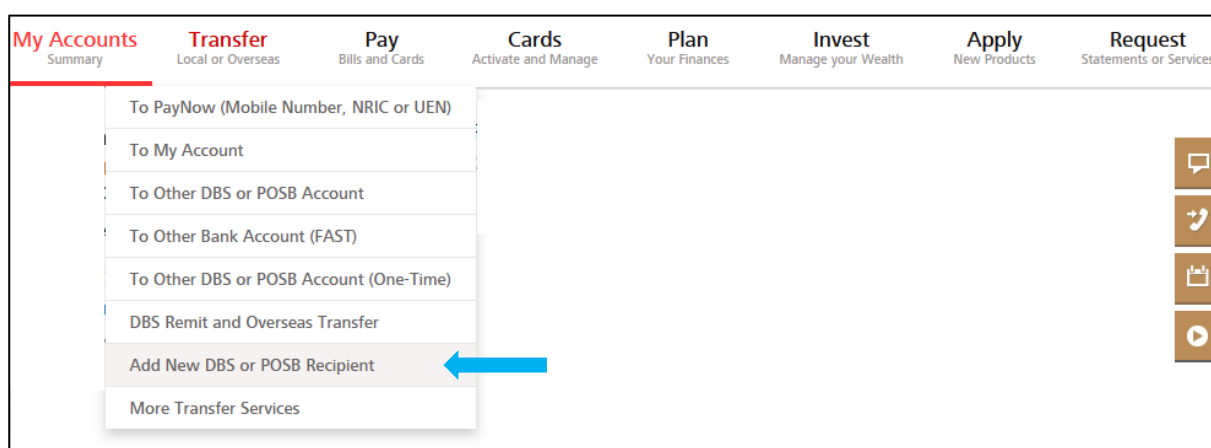 My Accounts Transfer Pay Cards Plan Invest Apply Request
Summary Local or Overseas Bills and Cards Activate and Manage Your Finances Manage your Wealth New Products Statements or Services
To PayNow (Mobile Number, NRIC or UEN)
To My Account
To Other DBS or POSB Account
To Other Bank Account (FAST)
To Other DBS or POSB Account (One-Time)
DBS Remit and Overseas Transfer
Add New DBS or POSB Recipient
More Transfer Services